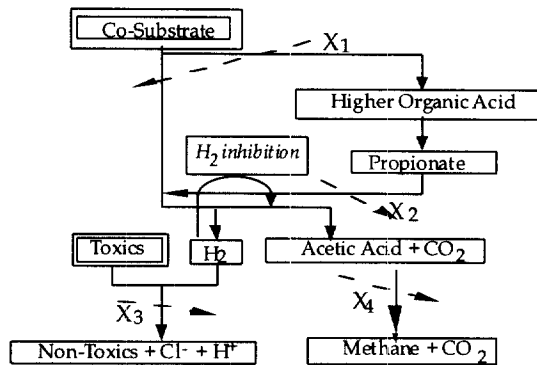 Co-Substrate
X1
Higher Organic Acid
H2 inhibition
Propionate
X2
Toxics
H2
Acetic Acid + CO2
X̅3
X4
Non-Toxics + Cl- + H+
Methane + CO2